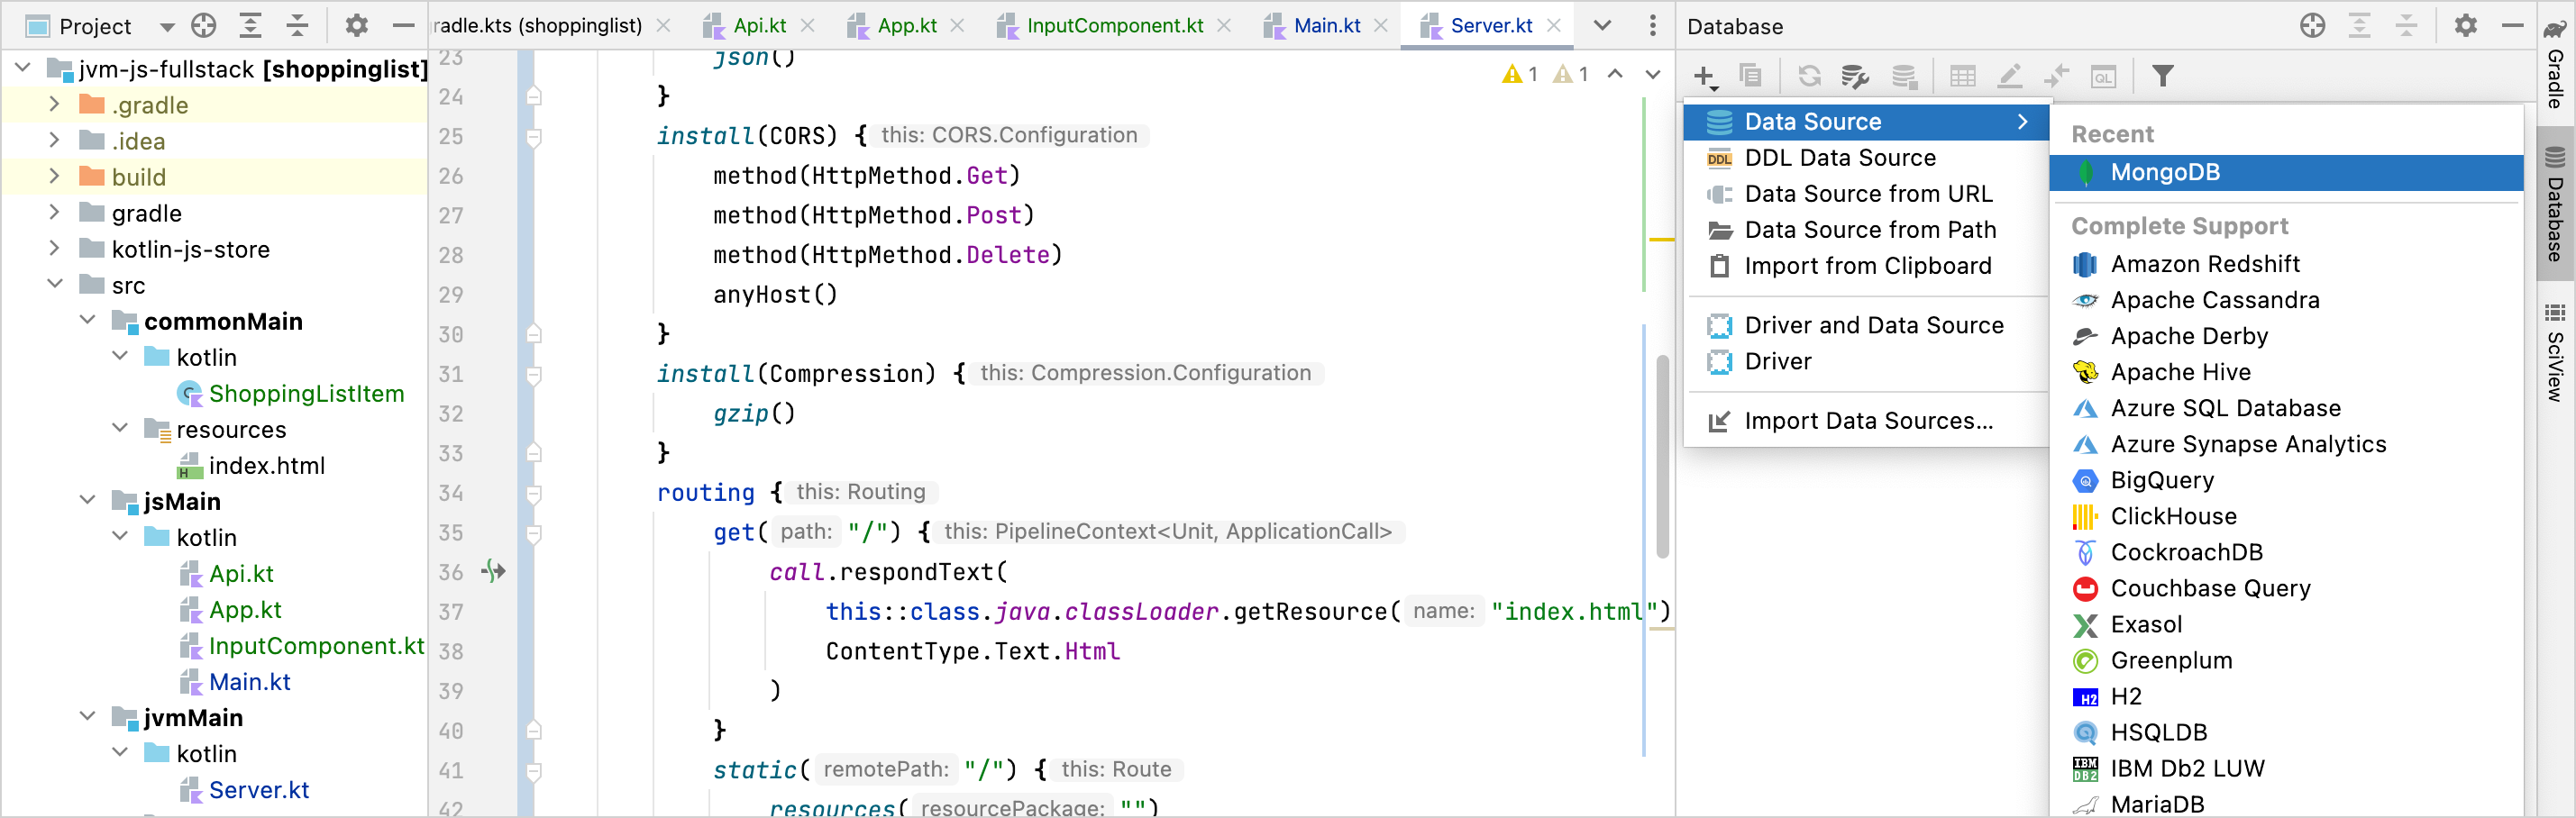 Project
jvm-js-fullstack [shoppinglist]
.gradle
.idea
build
gradle
kotlin-js-store
src
commonMain
kotlin
ShoppingListItem
resources
H
index.html
jsMain
kotlin
Api.kt
App.kt
InputComponent.kt
Main.kt
jvmMain
kotlin
Server.kt
radle.kts (shoppinglist)
Api.kt
App.kt
InputComponent.kt
Main.kt
Server.kt
1 1
23 json()
24 }
25 install(CORS) { this: CORS.Configuration
26 method(HttpMethod.Get)
27 method(HttpMethod.Post)
28 method(HttpMethod.Delete)
29 anyHost()
30 }
31 install(Compression) { this: Compression.Configuration
32 gzip()
33 }
34 routing { this: Routing
35 get( path: "/") { this: PipelineContext<Unit, ApplicationCall>
36 call.respondText(
37 this::class.java.classLoader.getResource( name: "index.html")
38 ContentType.Text.Html
39 )
40 }
41 static( remotePath: "/") { this: Route
42 resources( resourcePackage: "")
Database
QL
Data Source
DDL DDL Data Source
Data Source from URL
Data Source from Path
Import from Clipboard
Driver and Data Source
Driver
Import Data Sources...
Recent
MongoDB
Complete Support
Amazon Redshift
Apache Cassandra
Apache Derby
Apache Hive
Azure SQL Database
Azure Synapse Analytics
BigQuery
ClickHouse
CockroachDB
Couchbase Query
Exasol
Greenplum
H2 H2
HSQLDB
IBM DB2 IBM Db2 LUW
MariaDB
Gradle
Database
SciView